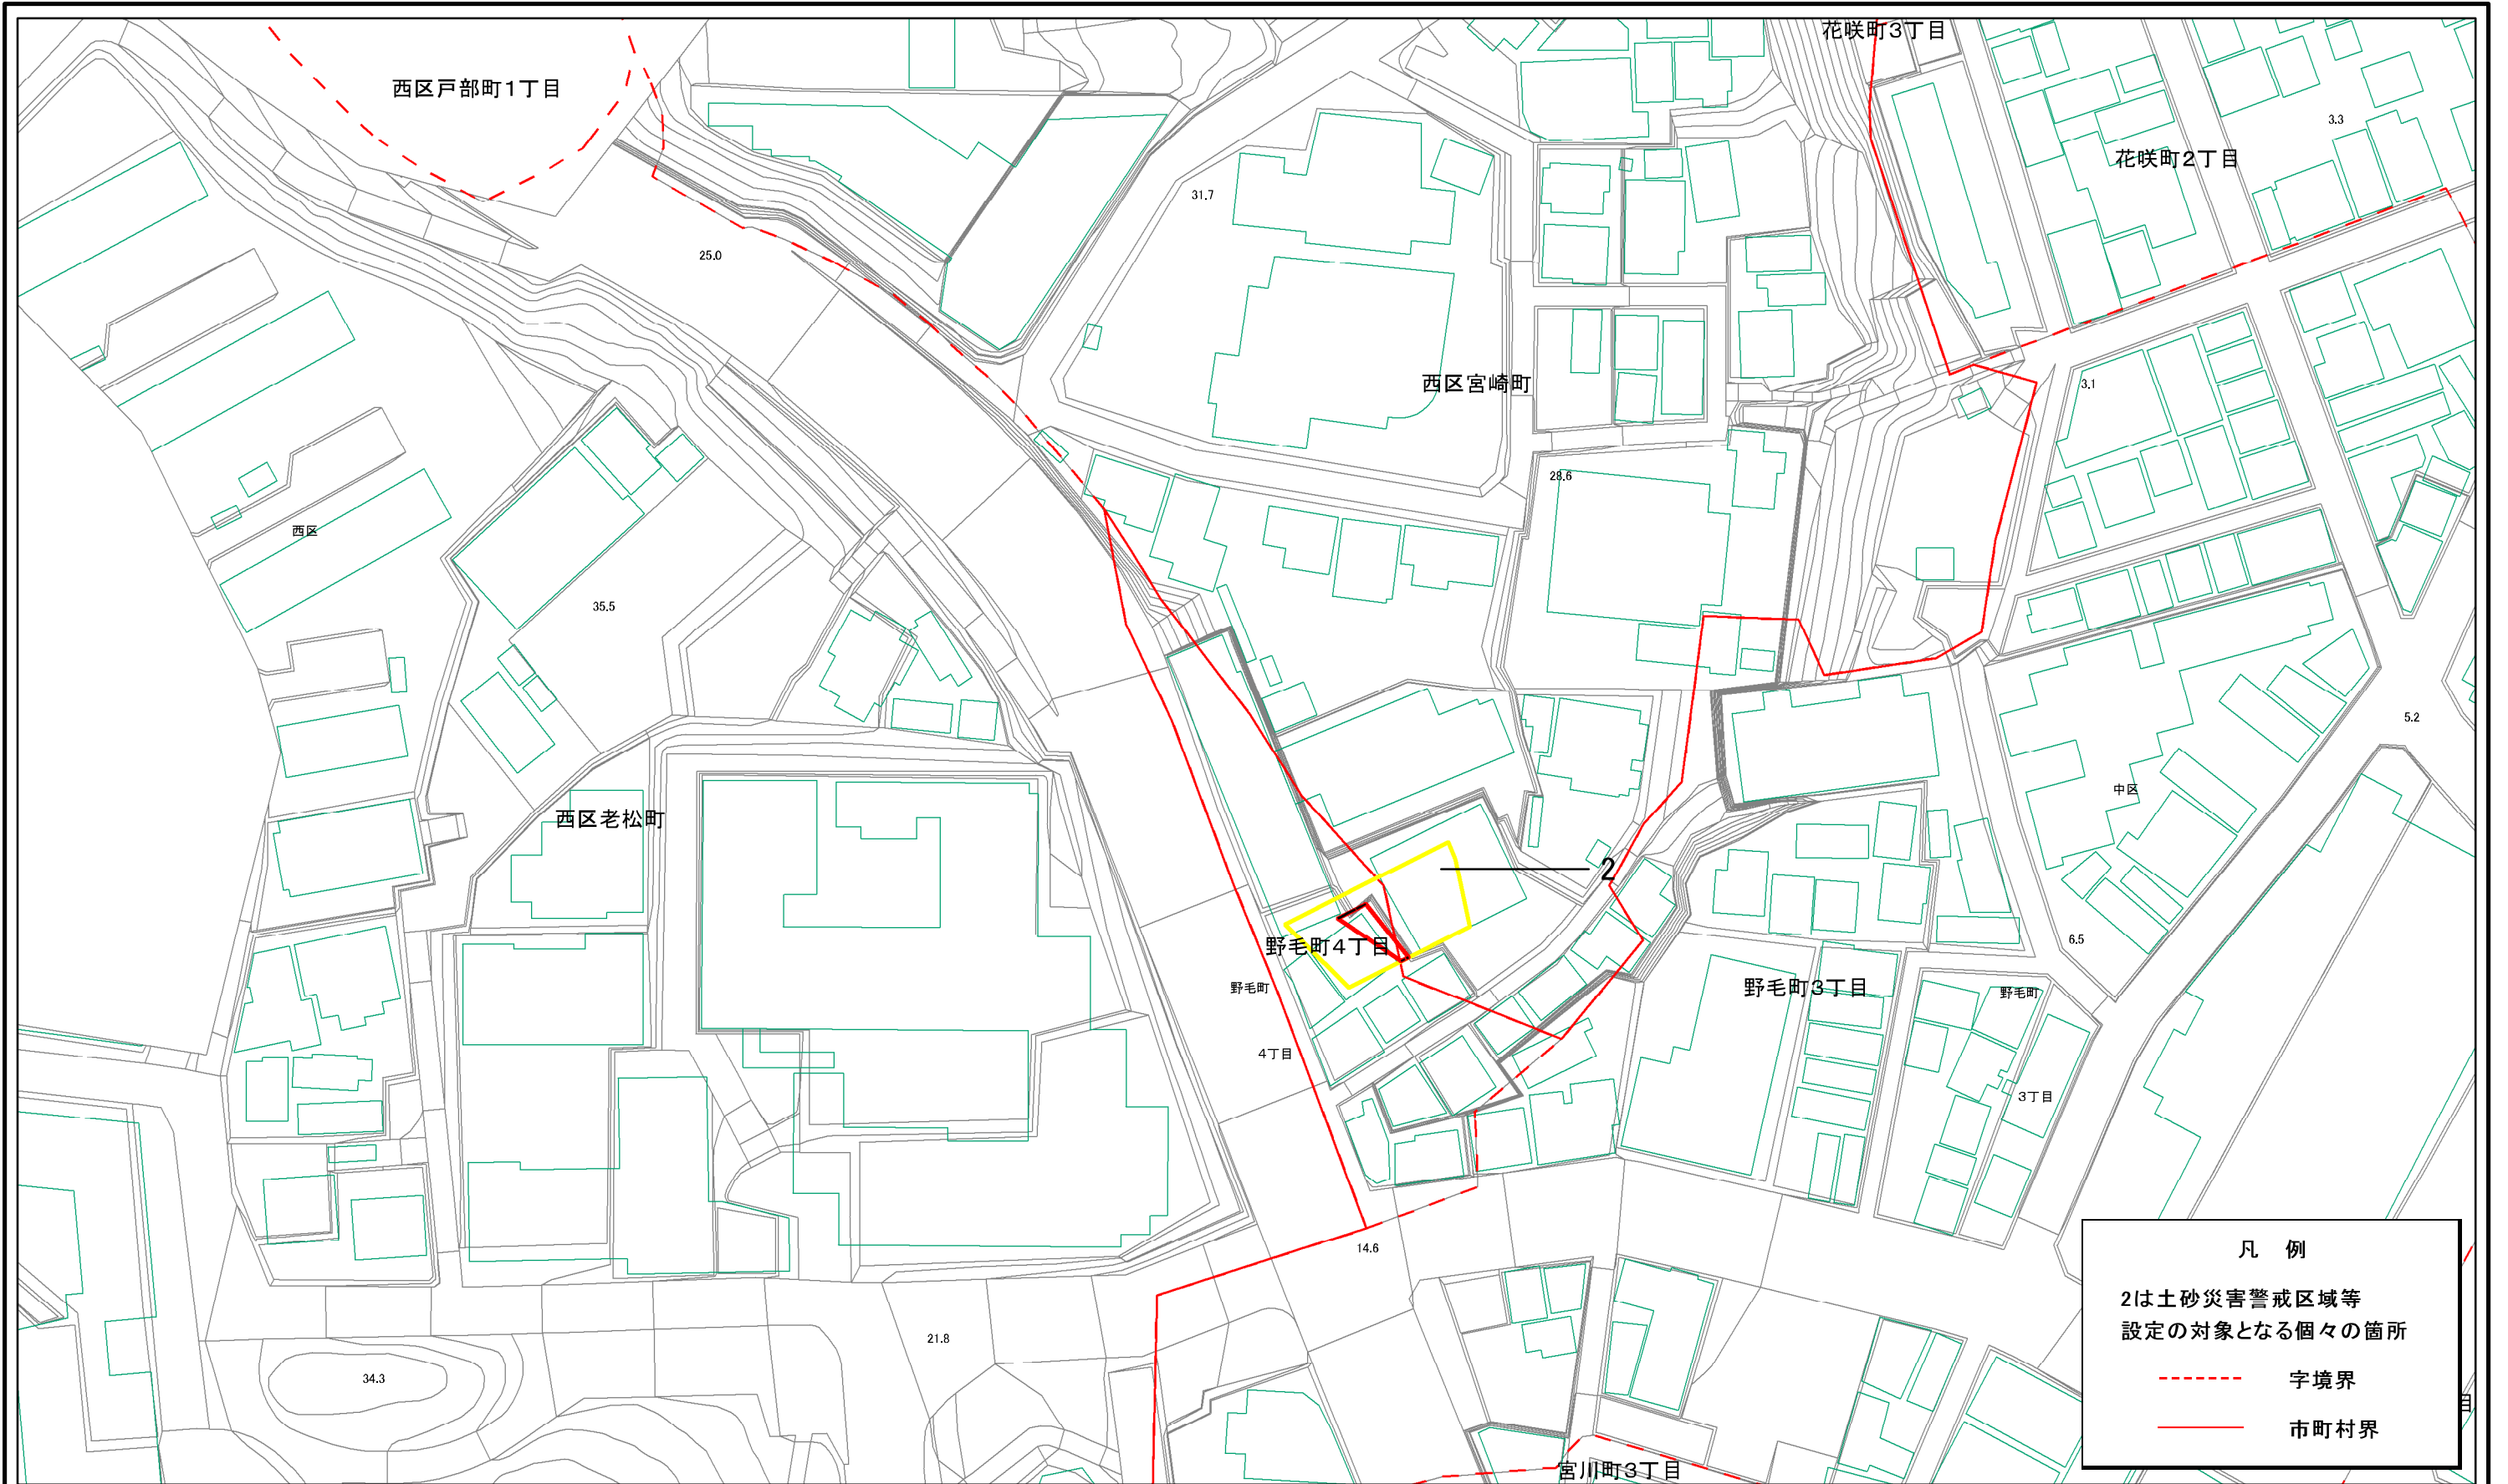 花咲町3丁目
西区戸部町1丁目
3.3
花咲町2丁目
31.7
25.0
西区宮崎町
3.1
28.6
西区
35.5
5.2
中区
西区老松町
2
野毛町4丁目
6.5
野毛町
野毛町3丁目
野毛町
4丁目
3丁目
14.6
21.8
34.3
宮川町3丁目
凡 例
2は土砂災害警戒区域等
設定の対象となる個々の箇所
字境界
市町村界
目